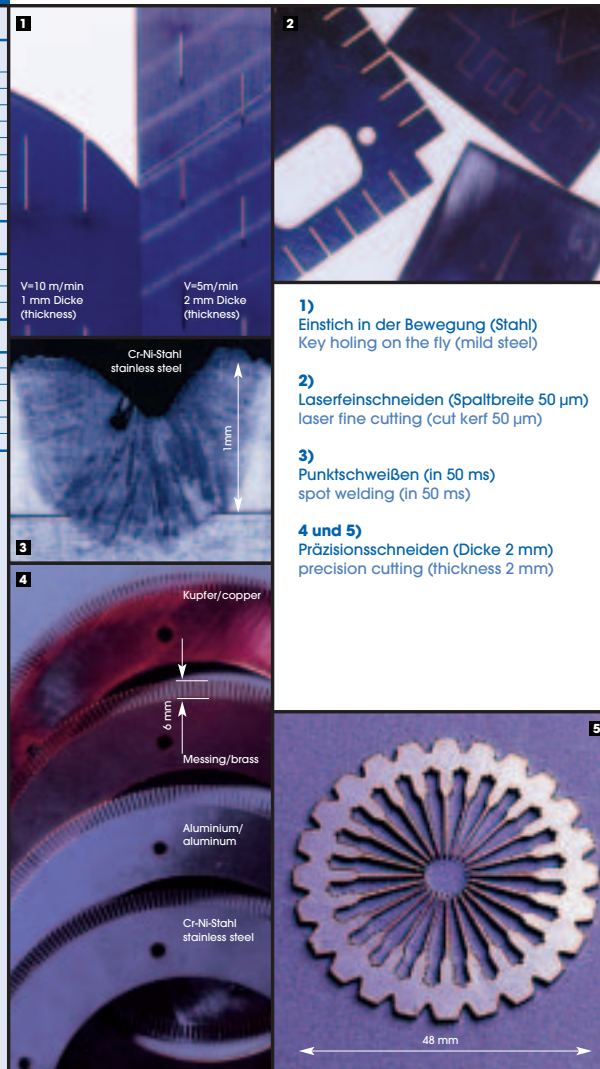 1
V=10 m/min
1 mm Dicke
(thickness)
V=5m/min
2 mm Dicke
(thickness)
2
1)
Einstich in der Bewegung (Stahl)
Key holing on the fly (mild steel)
2)
Laserfeinschneiden (Spaltbreite 50 µm)
laser fine cutting (cut kerf 50 µm)
3)
Punktschweißen (in 50 ms)
spot welding (in 50 ms)
4 und 5)
Präzisionsschneiden (Dicke 2 mm)
precision cutting (thickness 2 mm)
Cr-Ni-Stahl
stainless steel
1mm
3
4
Kupfer/copper
6 mm
Messing/brass
Aluminium/
aluminum
Cr-Ni-Stahl
stainless steel
5
48 mm